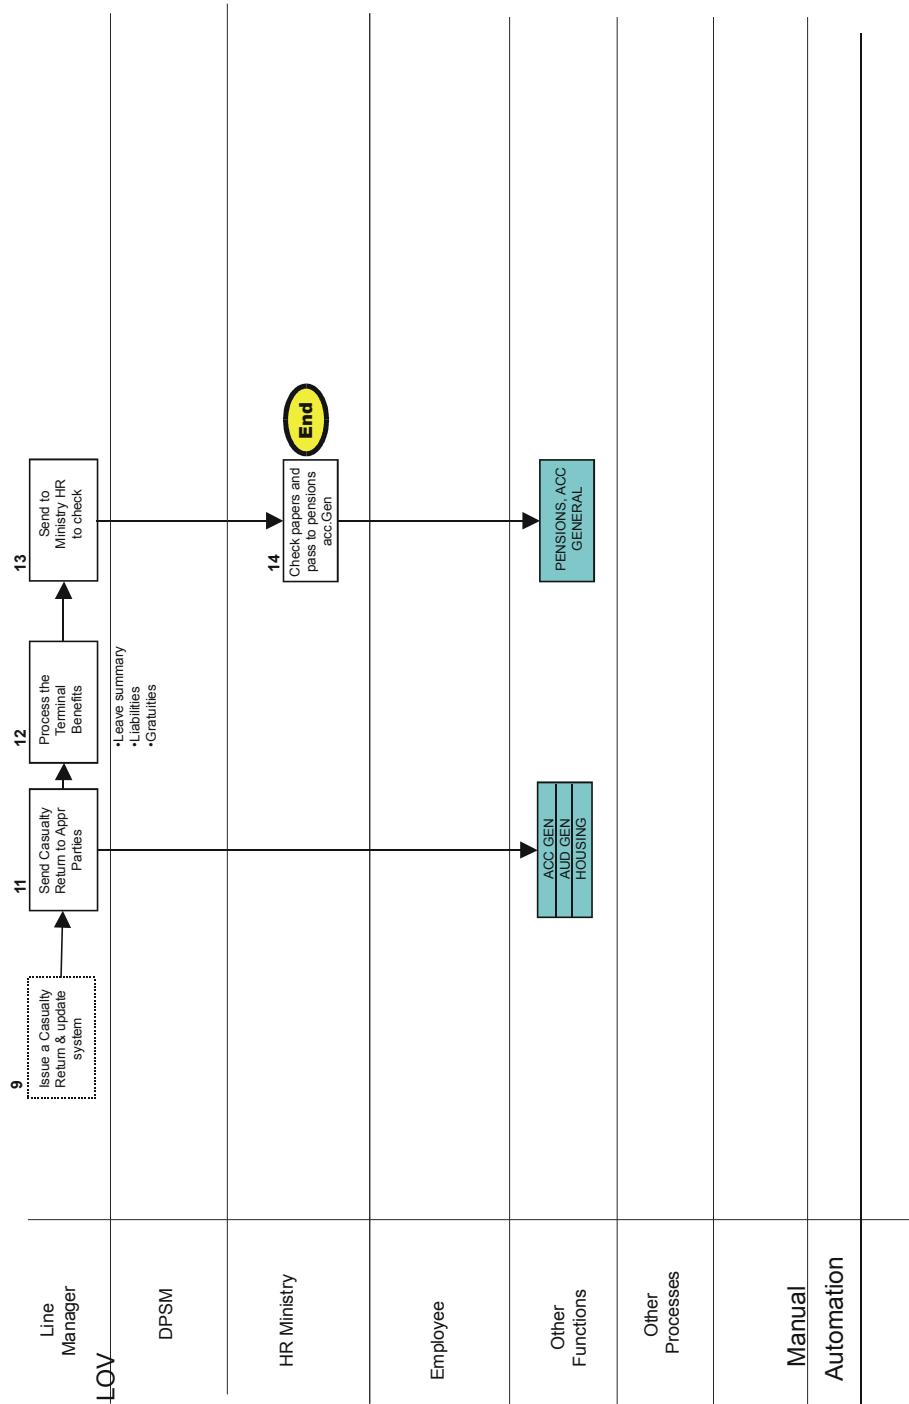 Line
Manager
LOV
9
Issue a Casualty
Return & update
system
11
Send Casualty
Return to Appr
Parties
12
Process the
Terminal
Benefits
13
Send to
Ministry HR
to check
DPSM
•Leave summary
•Liabilities
•Gratuities
HR Ministry
14
Check papers and
pass to pensions
acc.Gen
End
Employee
Other
Functions
ACC GEN
AUD GEN
HOUSING
PENSIONS, ACC
GENERAL
Other
Processes
Manual
Automation